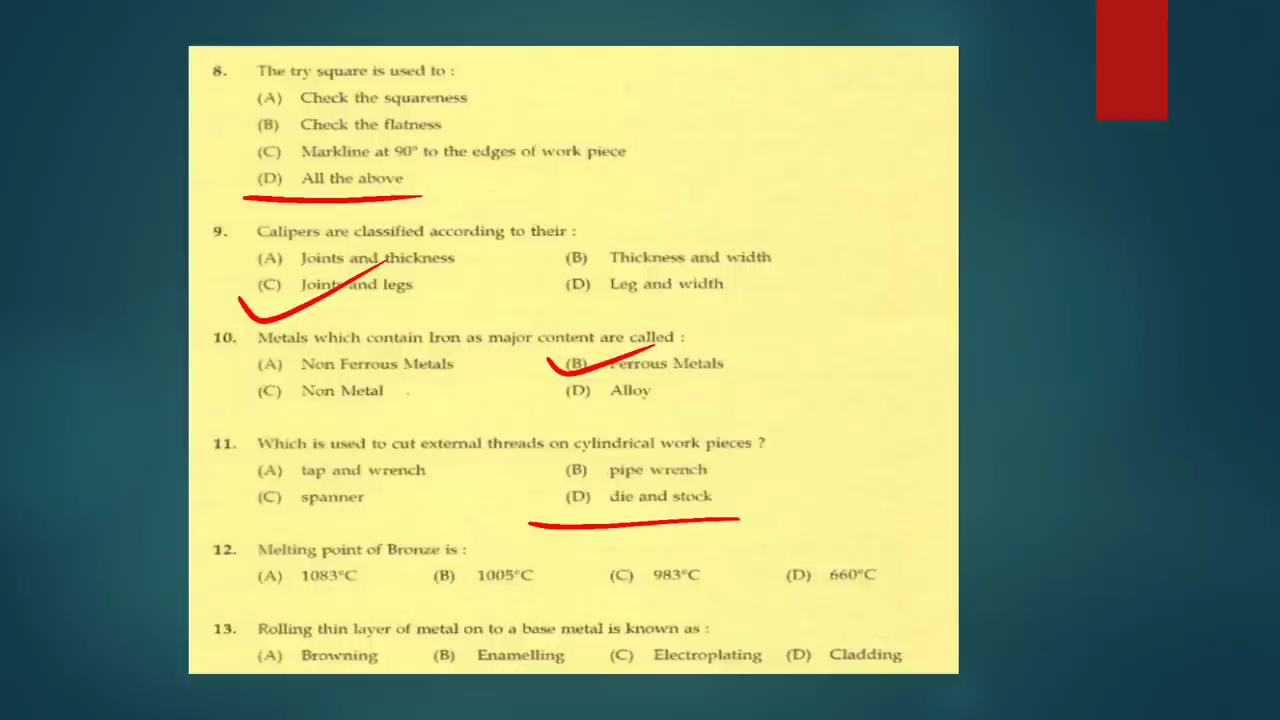 8. The try square is used to :
(A) Check the squareness
(B) Check the flatness
(C) Markline at 90° to the edges of work piece
(D) All the above
9. Calipers are classified according to their :
(A) Joints and thickness (B) Thickness and width
(C) Joints and legs (D) Leg and width
10. Metals which contain Iron as major content are called :
(A) Non Ferrous Metals (B) Ferrous Metals
(C) Non Metal (D) Alloy
11. Which is used to cut external threads on cylindrical work pieces ?
(A) tap and wrench (B) pipe wrench
(C) spanner (D) die and stock
12. Melting point of Bronze is :
(A) 1083°C (B) 1005°C (C) 983°C (D) 660°C
13. Rolling thin layer of metal on to a base metal is known as :
(A) Browning (B) Enamelling (C) Electroplating (D) Cladding